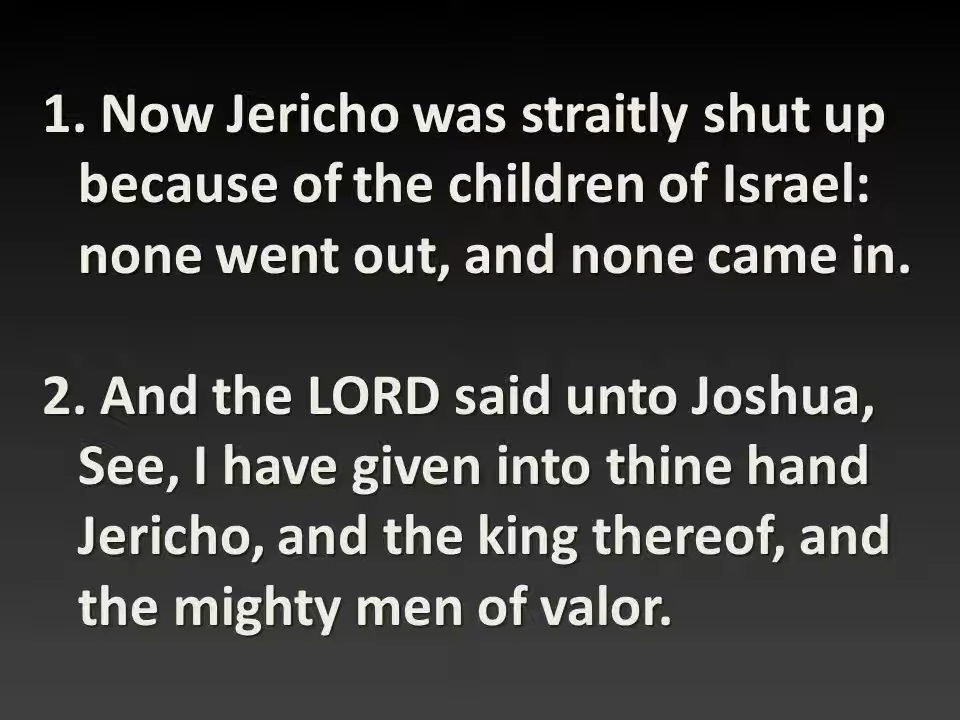 1. Now Jericho was straitly shut up
because of the children of Israel:
none went out, and none came in.
2. And the LORD said unto Joshua,
See, I have given into thine hand
Jericho, and the king thereof, and
the mighty men of valor.